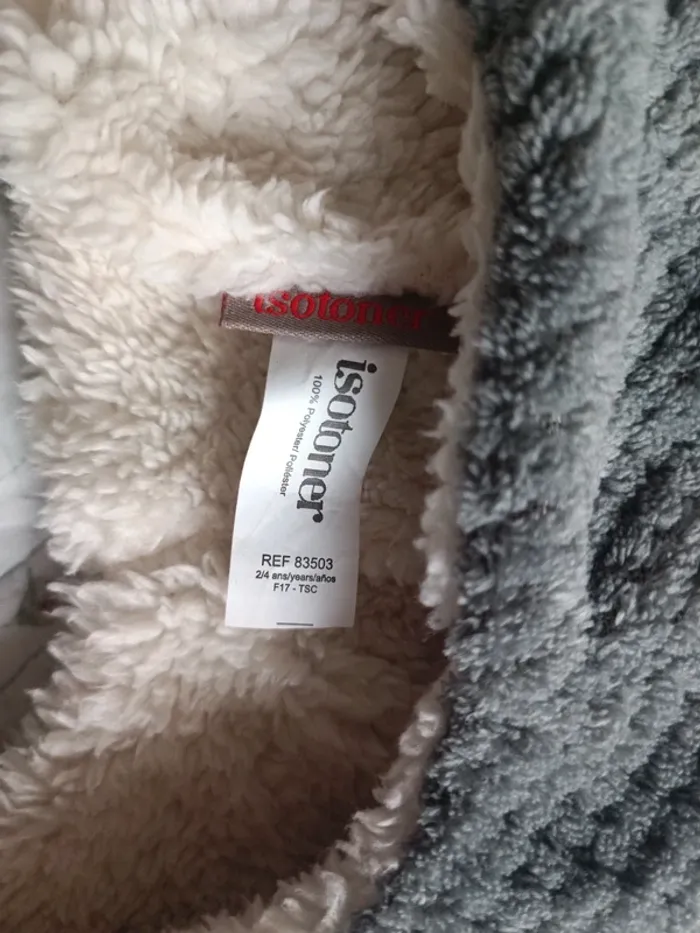 isotoner
isotoner
100% Polyester/ Poliéster
REF 83503
2/4 ans/years/años
F17 - TSC